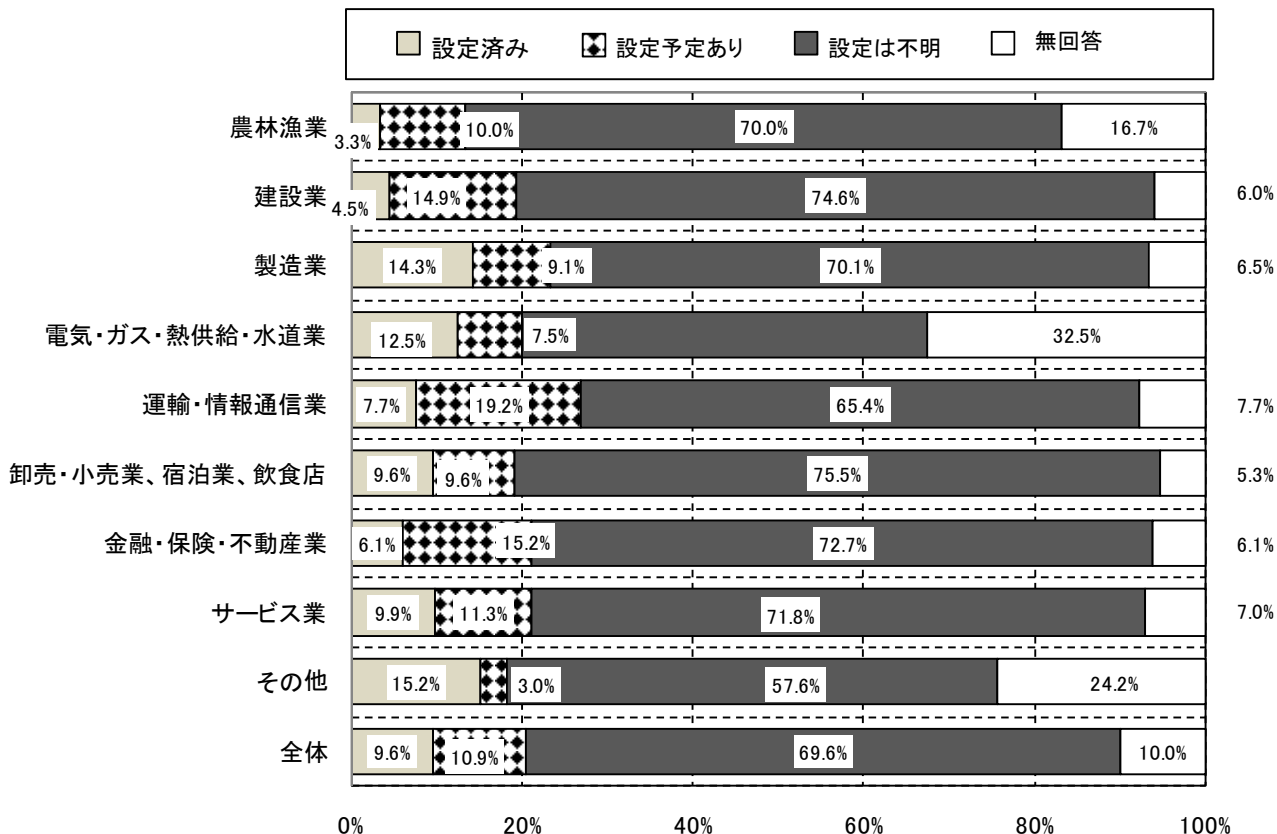 設定済み 設定予定あり 設定は不明 無回答
農林漁業 3.3% 10.0% 70.0% 16.7%
建設業 4.5% 14.9% 74.6% 6.0%
製造業 14.3% 9.1% 70.1% 6.5%
電気・ガス・熱供給・水道業 12.5% 7.5% 32.5%
運輸・情報通信業 7.7% 19.2% 65.4% 7.7%
卸売・小売業、宿泊業、飲食店 9.6% 9.6% 75.5% 5.3%
金融・保険・不動産業 6.1% 15.2% 72.7% 6.1%
サービス業 9.9% 11.3% 71.8% 7.0%
その他 15.2% 3.0% 57.6% 24.2%
全体 9.6% 10.9% 69.6% 10.0%
0% 20% 40% 60% 80% 100%